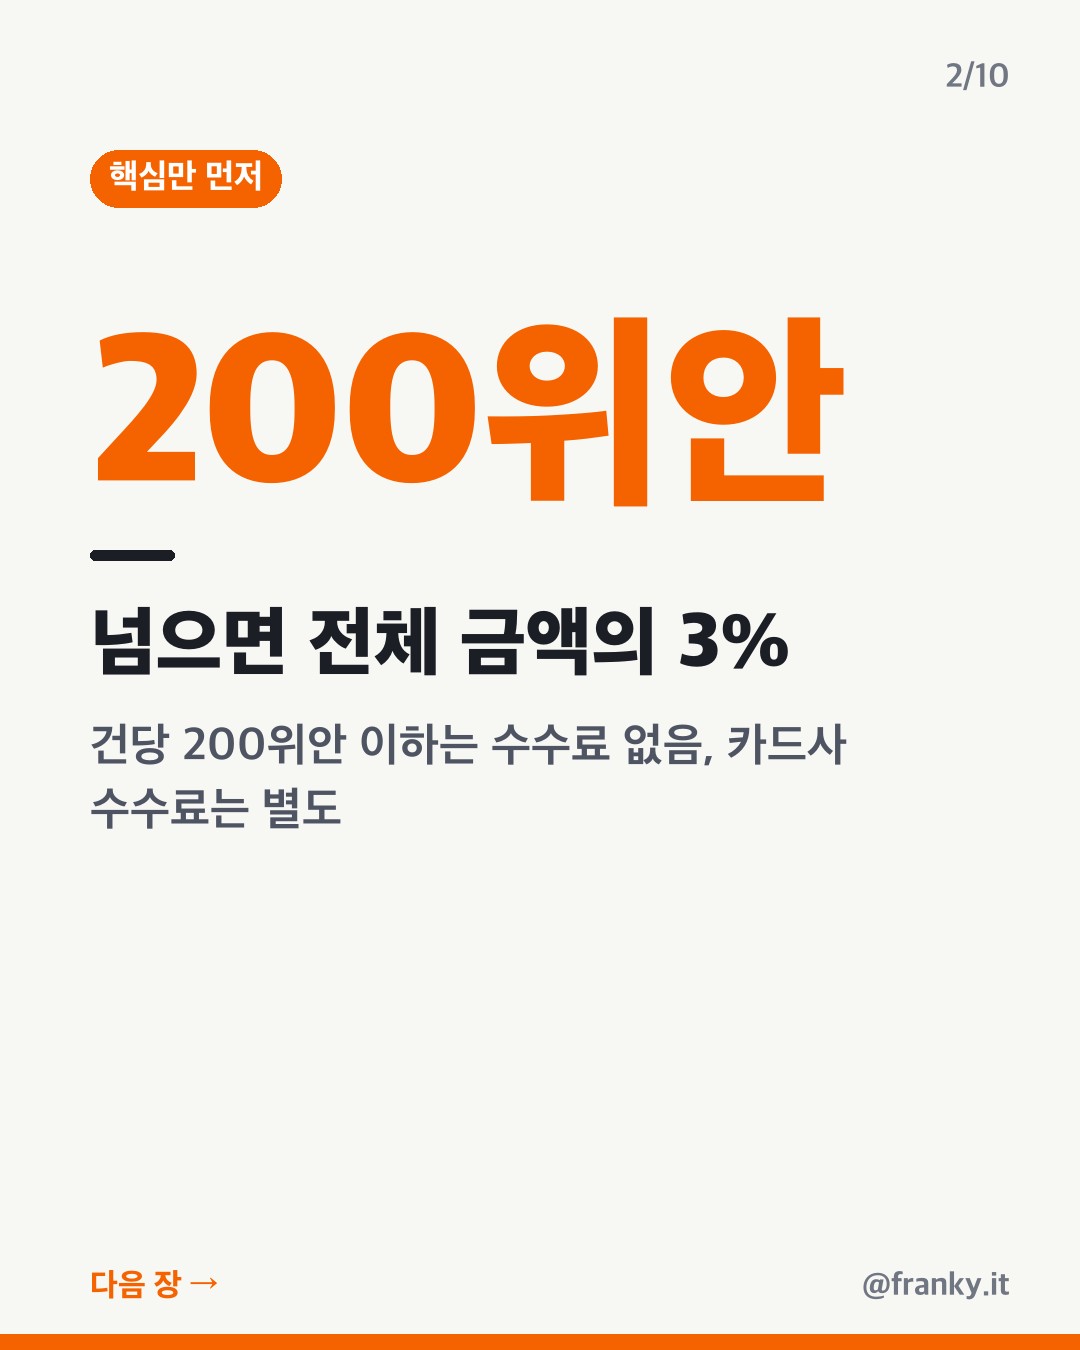 2/10
핵심만 먼저
200위안
넘으면 전체 금액의 3%
건당 200위안 이하는 수수료 없음, 카드사
수수료는 별도
다음 장 →
@franky.it